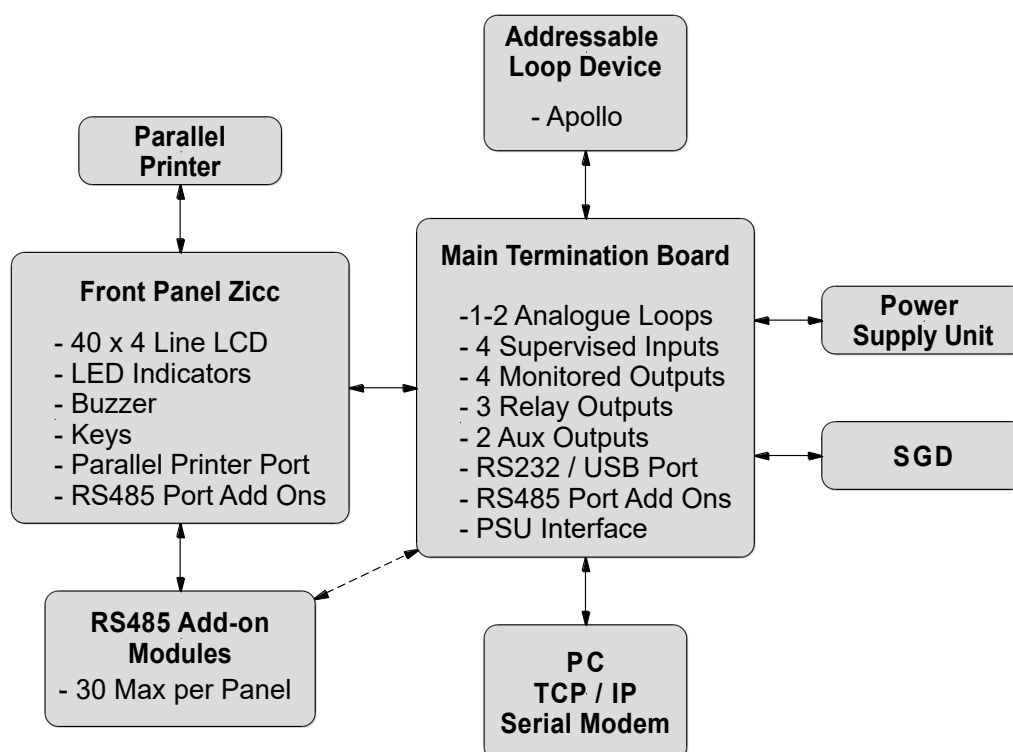 Addressable
Loop Device
- Apollo
Parallel
Printer
Front Panel Zicc
- 40 x 4 Line LCD
- LED Indicators
- Buzzer
- Keys
- Parallel Printer Port
- RS485 Port Add Ons
Main Termination Board
-1-2 Analogue Loops
- 4 Supervised Inputs
- 4 Monitored Outputs
- 3 Relay Outputs
- 2 Aux Outputs
- RS232 / USB Port
- RS485 Port Add Ons
- PSU Interface
Power
Supply Unit
SGD
RS485 Add-on
Modules
- 30 Max per Panel
PC
TCP / IP
Serial Modem